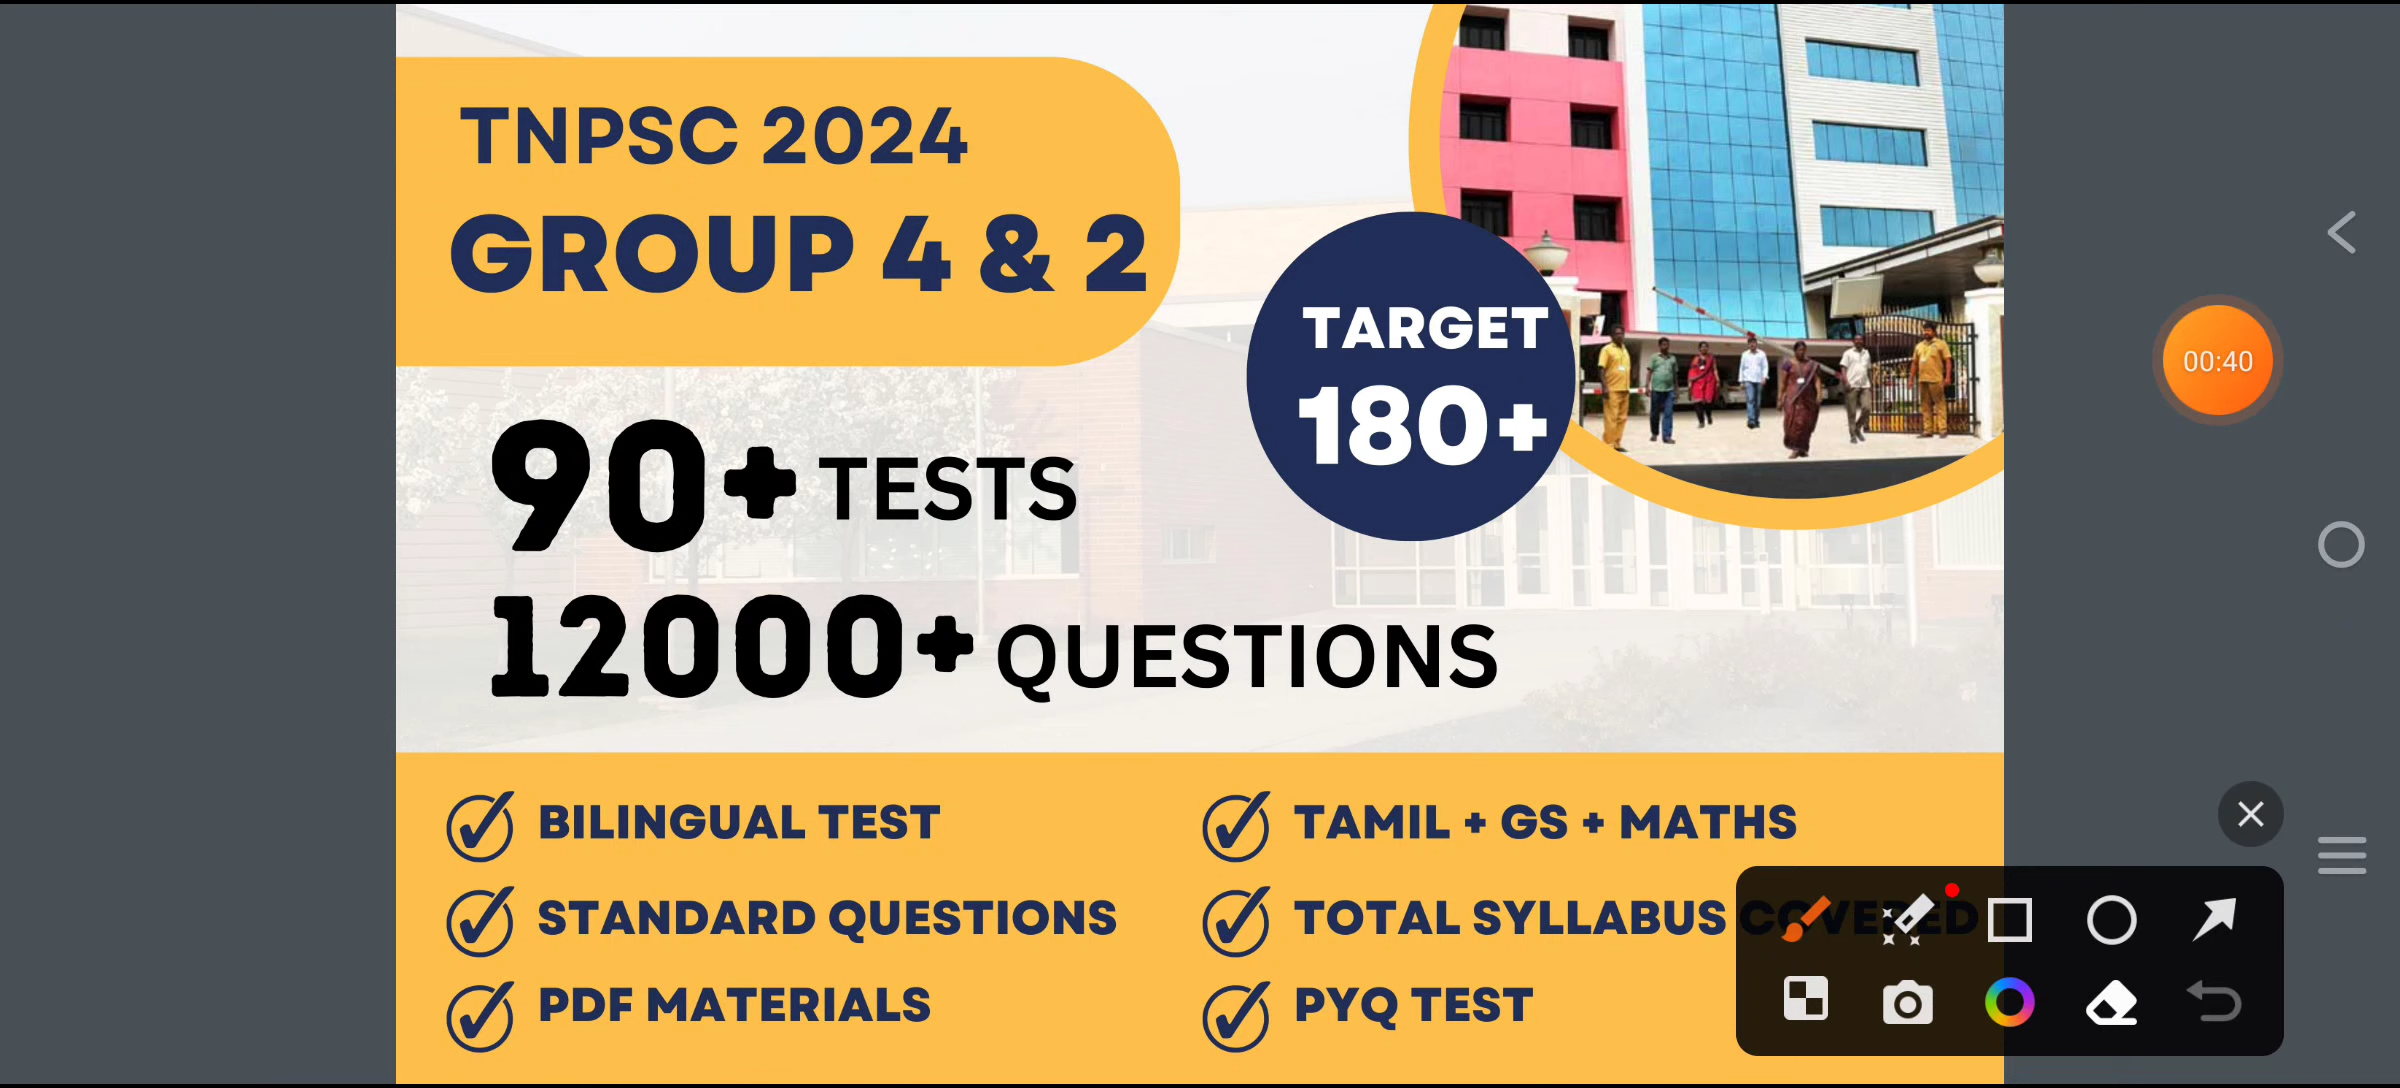 TNPSC 2024
GROUP 4 & 2
TARGET
180+
00:40
90+ TESTS
12000+ QUESTIONS
BILINGUAL TEST
STANDARD QUESTIONS
PDF MATERIALS
TAMIL + GS + MATHS
TOTAL SYLLABUS COVERED
PYQ TEST